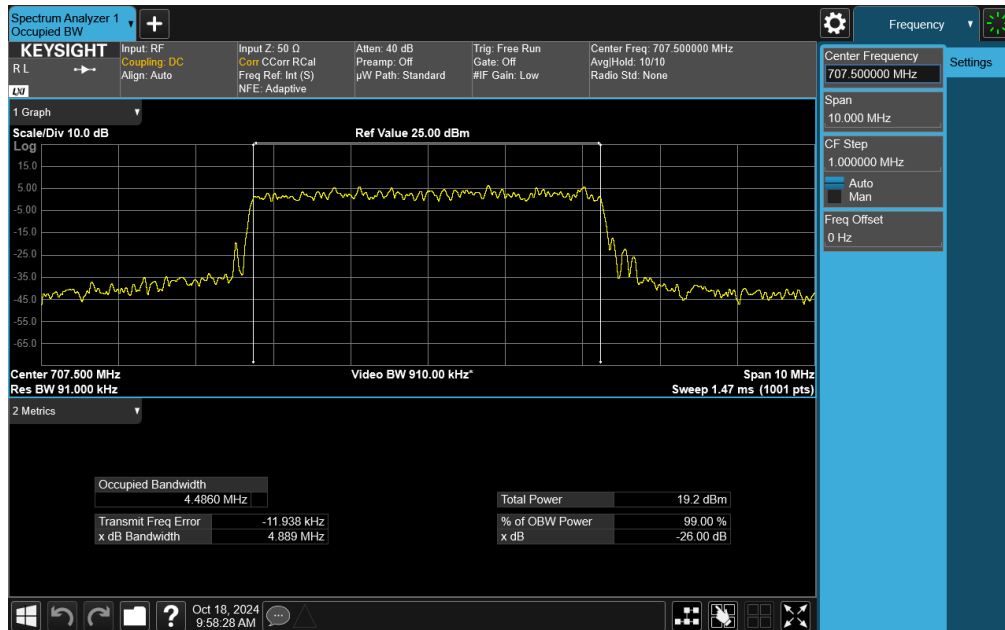 Spectrum Analyzer 1
Occupied BW
Frequency
KEYSIGHT
R L
LXI
Input: RF
Coupling: DC
Align: Auto
Input Z: 50 Ω
Corr CCorr RCal
Freq Ref: Int (S)
NFE: Adaptive
Atten: 40 dB
Preamp: Off
µW Path: Standard
Trig: Free Run
Gate: Off
#IF Gain: Low
Center Freq: 707.500000 MHz
Avg|Hold: 10/10
Radio Std: None
Center Frequency
707.500000 MHz
Settings
Span
10.000 MHz
CF Step
1.000000 MHz
Auto
Man
Freq Offset
0 Hz
1 Graph
Scale/Div 10.0 dB
Ref Value 25.00 dBm
Log
15.0
5.00
-5.00
-15.0
-25.0
-35.0
-45.0
-55.0
-65.0
Center 707.500 MHz
Video BW 910.00 kHz*
Span 10 MHz
Res BW 91.000 kHz
Sweep 1.47 ms (1001 pts)
2 Metrics
Occupied Bandwidth
4.4860 MHz
Total Power 19.2 dBm
Transmit Freq Error -11.938 kHz
% of OBW Power 99.00 %
x dB Bandwidth 4.889 MHz
x dB -26.00 dB
?
Oct 18, 2024
9:58:28 AM